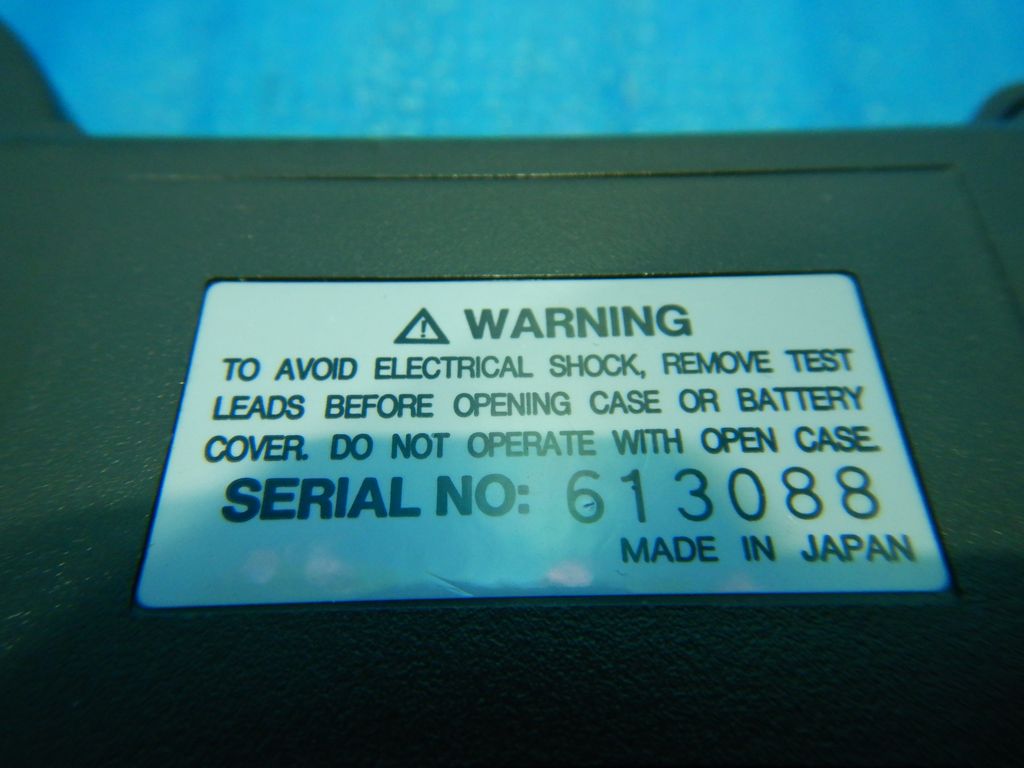 ⚠ WARNING
TO AVOID ELECTRICAL SHOCK, REMOVE TEST
LEADS BEFORE OPENING CASE OR BATTERY
COVER. DO NOT OPERATE WITH OPEN CASE.
SERIAL NO: 613088
MADE IN JAPAN